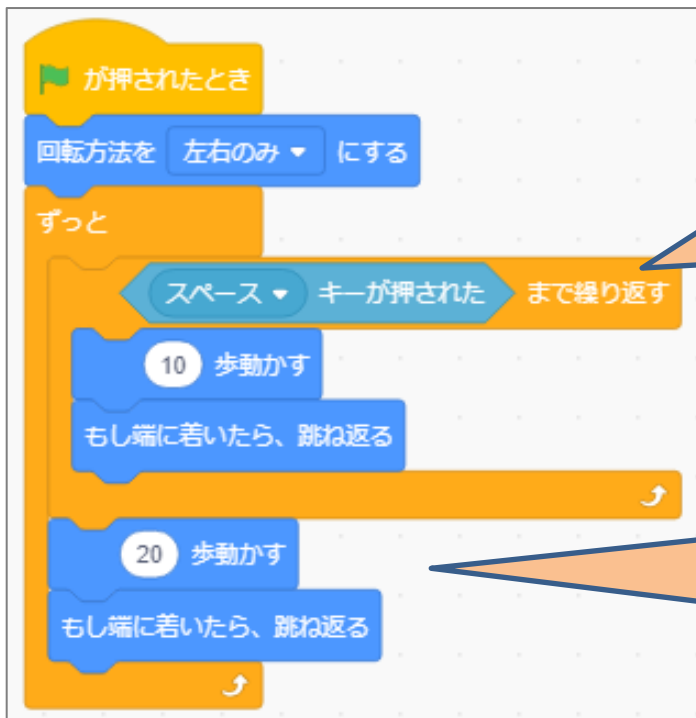 が押されたとき
回転方法を 左右のみ にする
ずっと
スペース キーが押された まで繰り返す
10 歩動かす
もし端に着いたら、跳ね返る
20 歩動かす
もし端に着いたら、跳ね返る